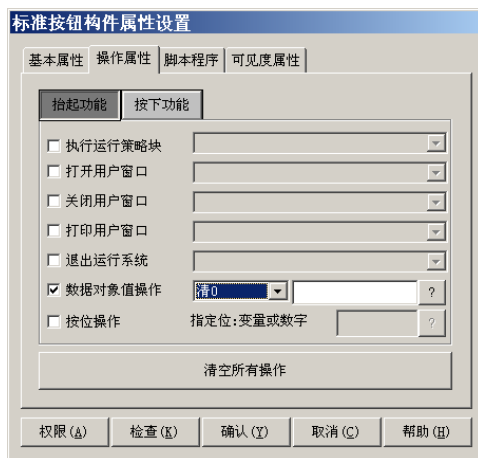 标准按钮构件属性设置
基本属性 操作属性 脚本程序 可见度属性
抬起功能 按下功能
执行运行策略块
打开用户窗口
关闭用户窗口
打印用户窗口
退出运行系统
数据对象值操作 清0 ?
按位操作 指定位:变量或数字 ?
清空所有操作
权限(A) 检查(K) 确认(Y) 取消(C) 帮助(H)